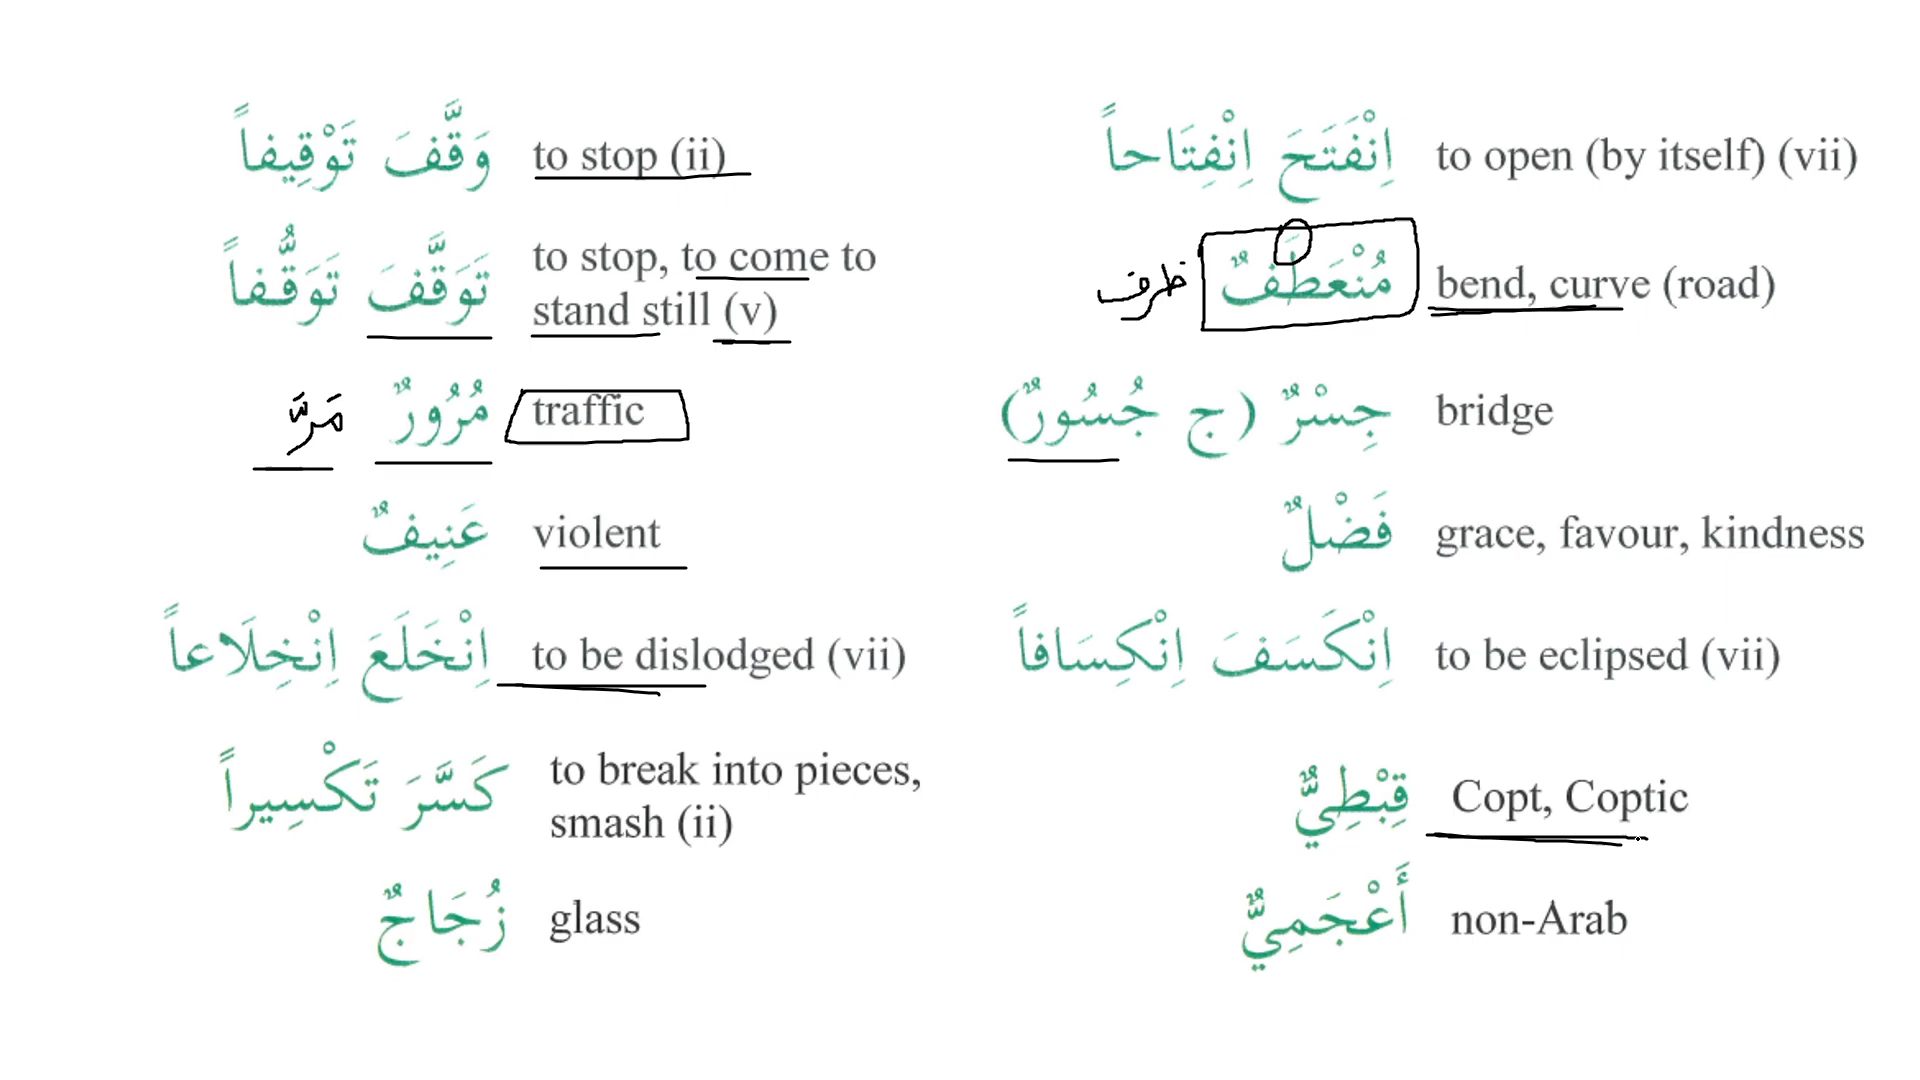 وَقَّفَ تَوْقِيفاً to stop (ii)
تَوَقَّفَ تَوَقُّفاً to stop, to come to
stand still (v)
مَرَّ مُرُورٌ traffic
عَنِيفٌ violent
اِنْخَلَعَ اِنْخِلَاعاً to be dislodged (vii)
كَسَّرَ تَكْسِيراً to break into pieces,
smash (ii)
زُجَاجٌ glass
اِنْفَتَحَ اِنْفِتَاحاً to open (by itself) (vii)
ظرف مُنْعَطَفٌ bend, curve (road)
جِسْرٌ (ج جُسُورٌ) bridge
فَضْلٌ grace, favour, kindness
اِنْكَسَفَ اِنْكِسَافاً to be eclipsed (vii)
قِبْطِيٌّ Copt, Coptic
أَعْجَمِيٌّ non-Arab